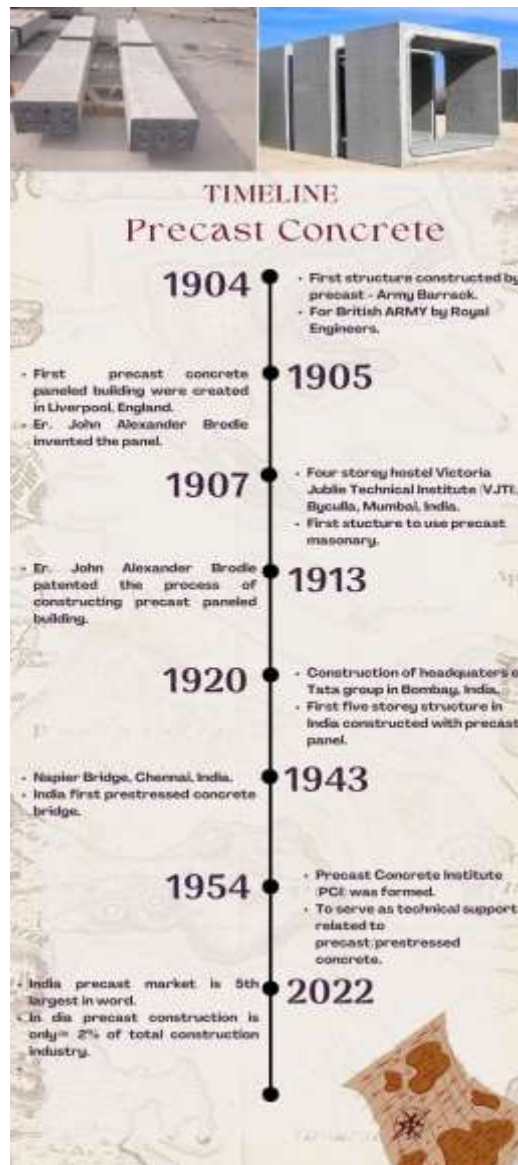 TIMELINE
Precast Concrete
1904
• First structure constructed by
precast - Army Barrack.
• For British ARMY by Royal
Engineers.
1905
• First precast concrete
paneled building were created
in Liverpool, England.
• Er. John Alexander Brodie
invented the panel.
1907
• Four storey hostel Victoria
Jublie Technical Institute (VJTI),
Byculla, Mumbai, India.
• First stucture to use precast
masonary.
1913
• Er. John Alexander Brodie
patented the process of
constructing precast paneled
building.
1920
• Construction of headquaters o
Tata group in Bombay, India.
• First five storey structure in
India constructed with precast
panel.
1943
• Napier Bridge, Chennai, India.
• India first prestressed concrete
bridge.
1954
• Precast Concrete Institute
(PCI) was formed.
• To serve as technical support
related to
precast/prestressed
concrete.
2022
• India precast market is 5th
largest in word.
• In dia precast construction is
only≈ 2% of total construction
industry.